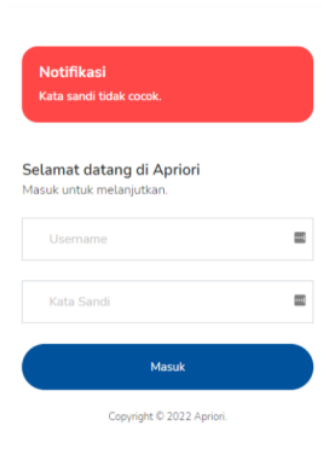 Notifikasi
Kata sandi tidak cocok.
Selamat datang di Apriori
Masuk untuk melanjutkan.
Username
Kata Sandi
Masuk
Copyright © 2022 Apriori.